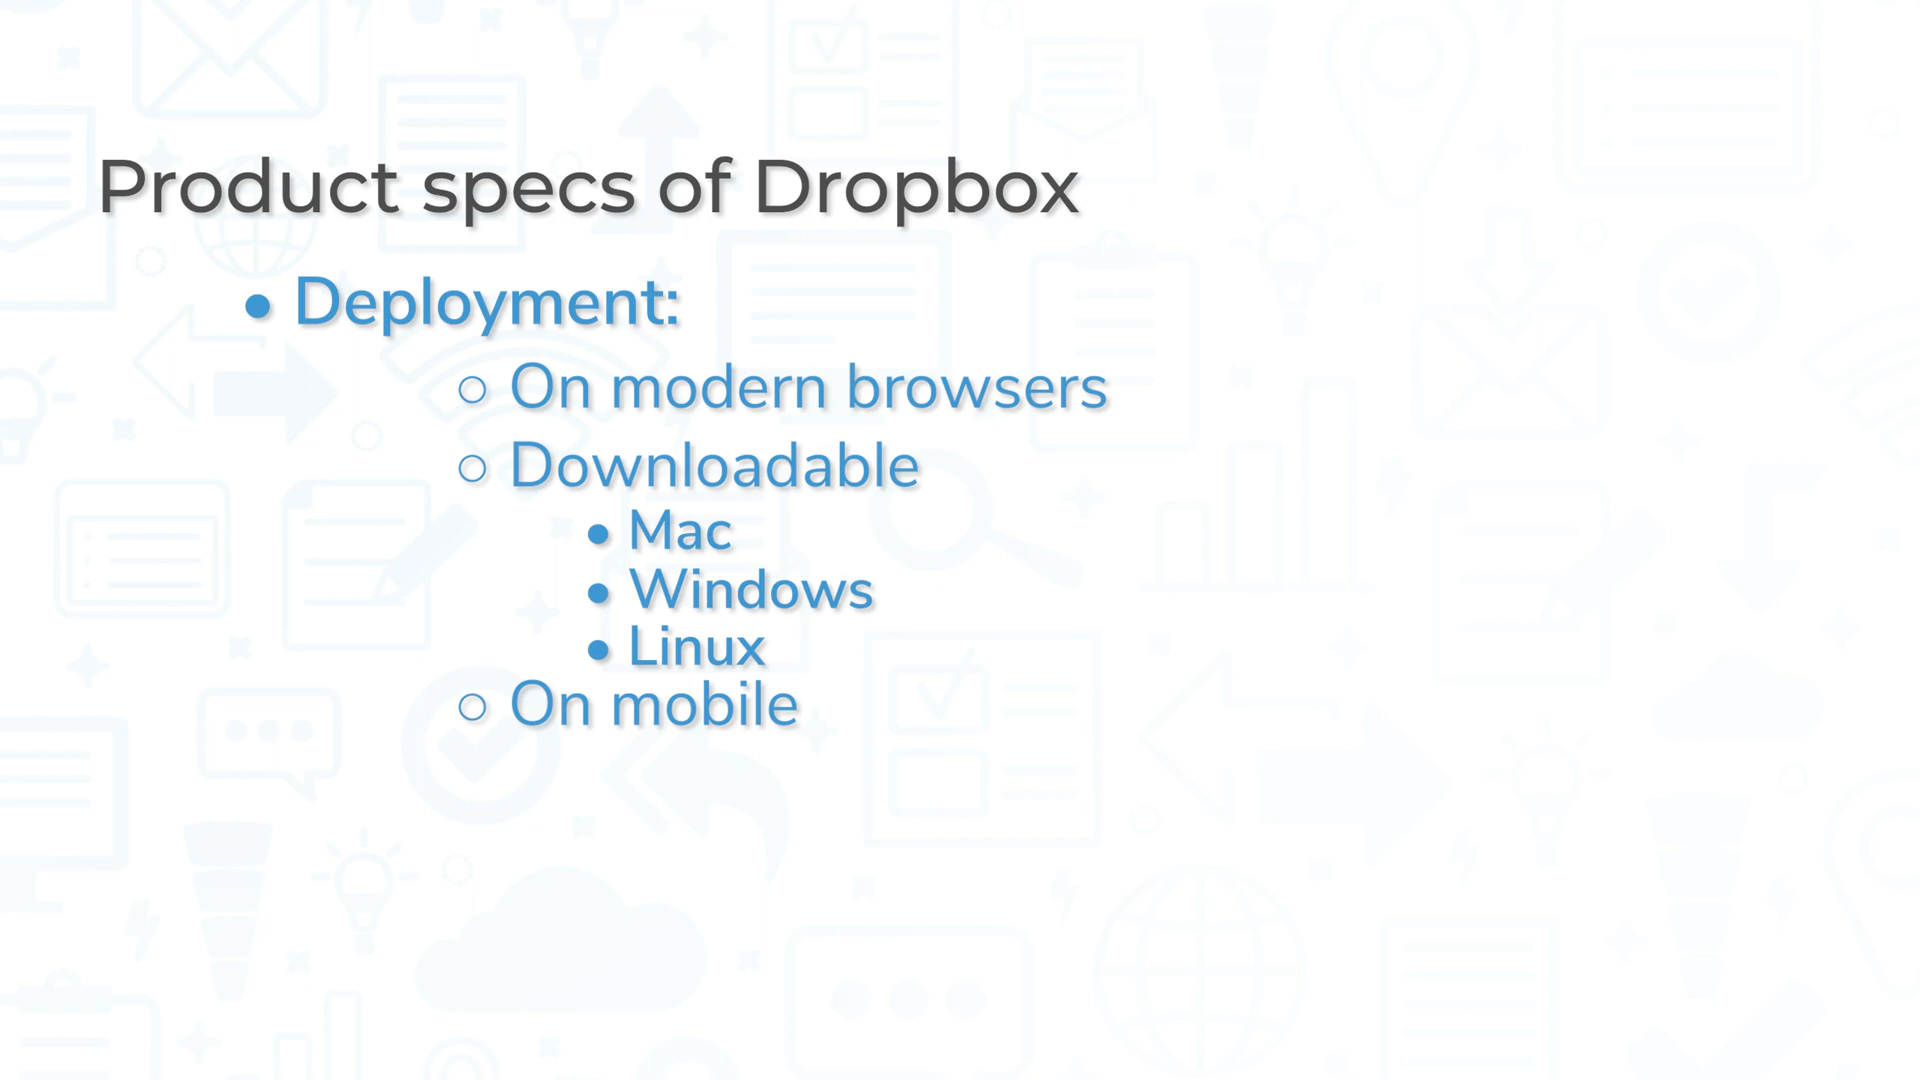 Product specs of Dropbox
• Deployment:
○ On modern browsers
○ Downloadable
• Mac
• Windows
• Linux
○ On mobile